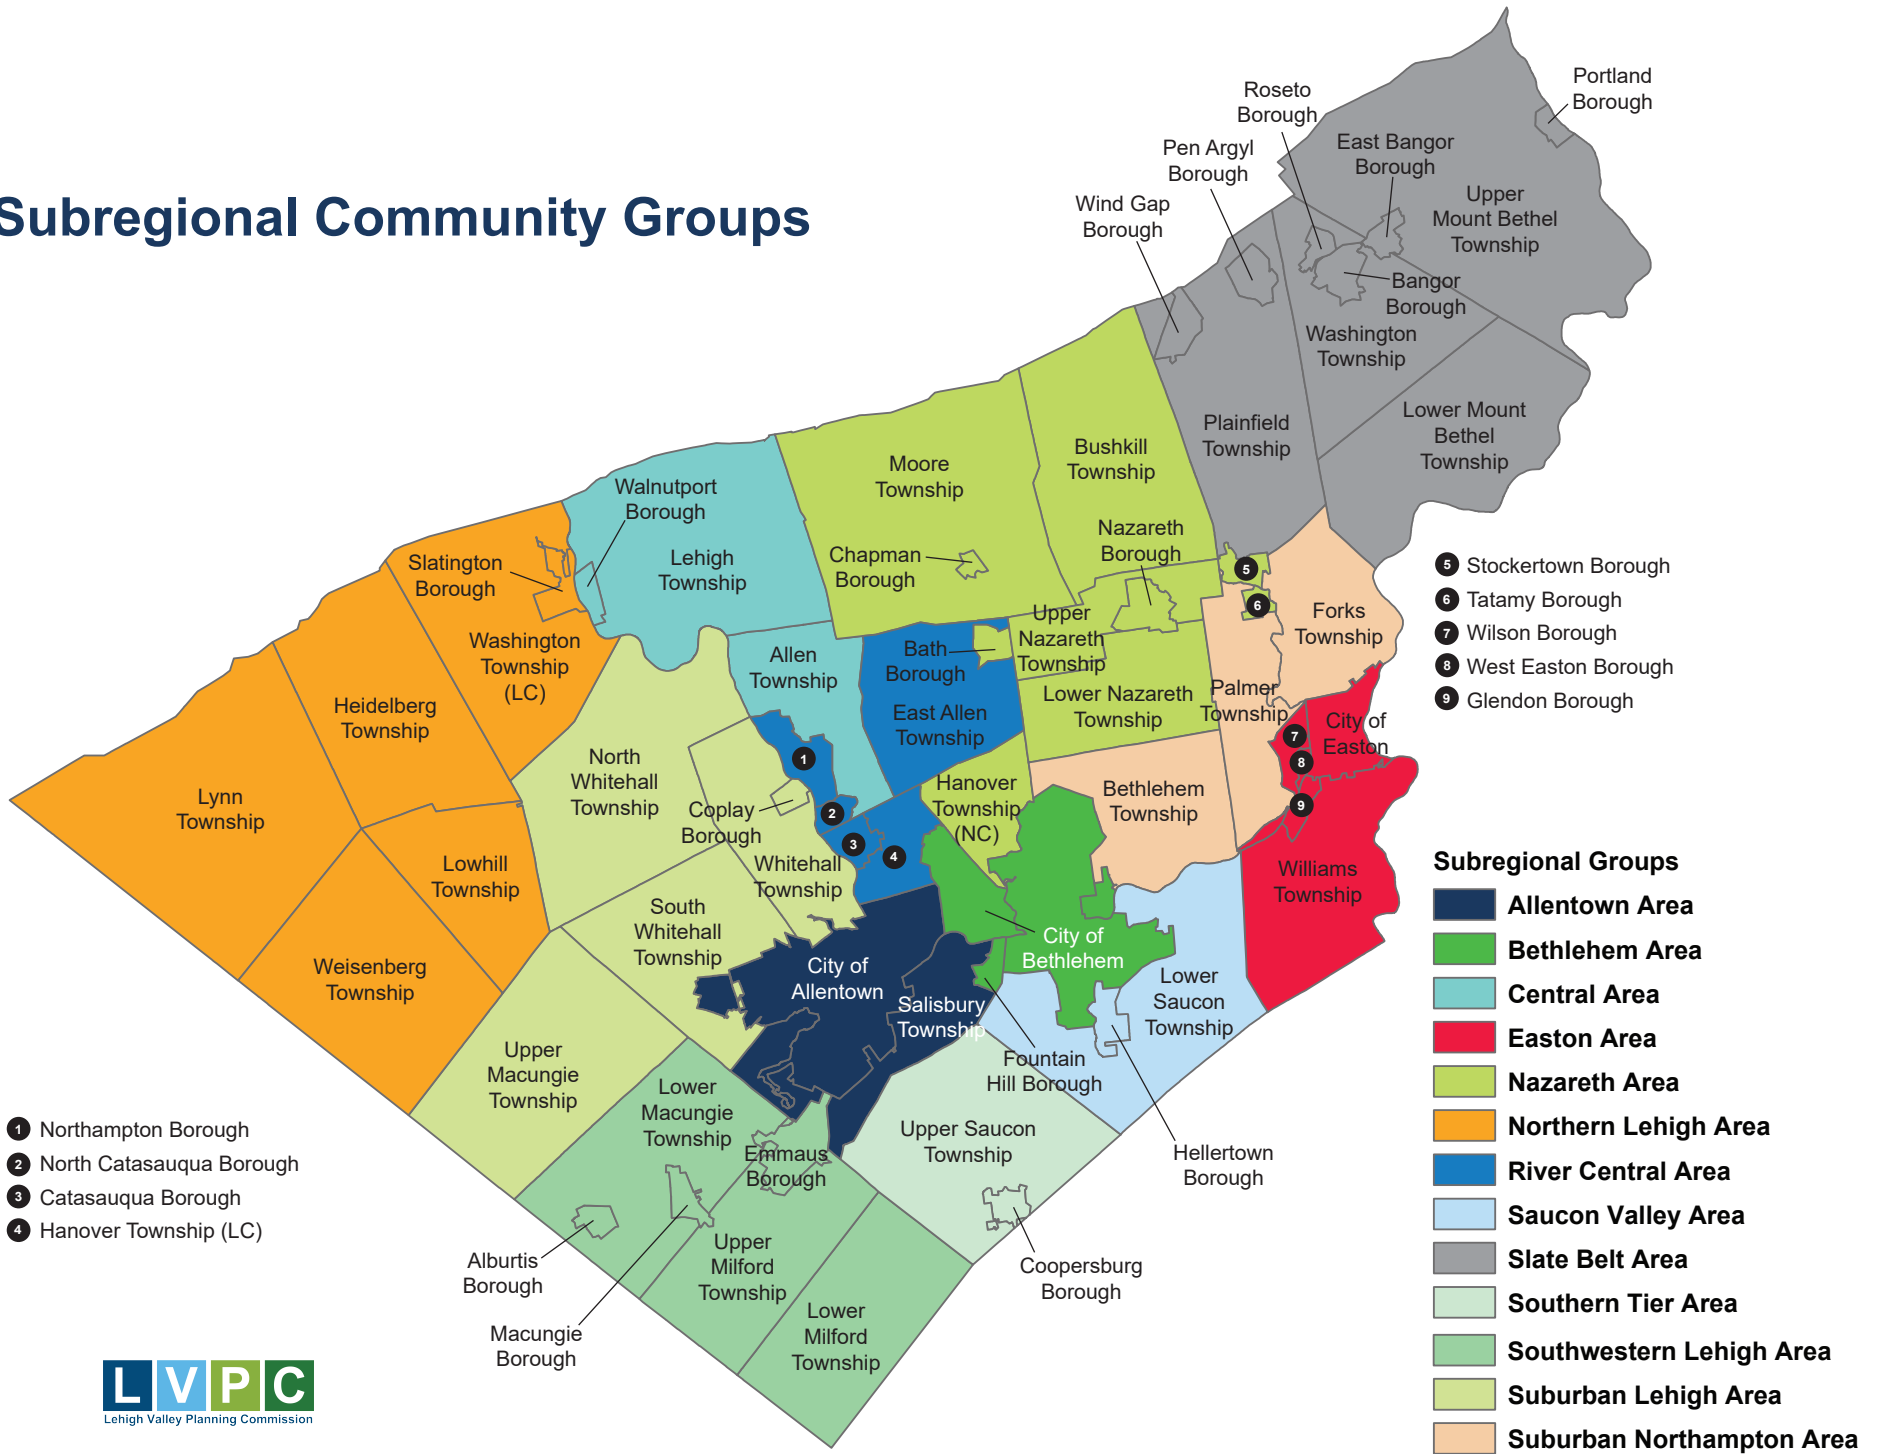 Subregional Community Groups
Portland
Borough
Roseto
Borough
East Bangor
Borough
Pen Argyl
Borough
Upper
Mount Bethel
Township
Wind Gap
Borough
Bangor
Borough
Washington
Township
Lower Mount
Bethel
Township
Plainfield
Township
Bushkill
Township
Moore
Township
Walnutport
Borough
Nazareth
Borough
Chapman
Borough
Slatington
Borough
Lehigh
Township
5 Stockertown Borough
6 Tatamy Borough
7 Wilson Borough
8 West Easton Borough
9 Glendon Borough
5
6
Forks
Township
Upper
Nazareth
Township
Washington
Township
(LC)
Allen
Township
Bath
Borough
Lower Nazareth
Township
Palmer
Township
Heidelberg
Township
East Allen
Township
City of
Easton
7
8
9
North
Whitehall
Township
1
2
3
4
Hanover
Township
(NC)
Bethlehem
Township
Lynn
Township
Coplay
Borough
Whitehall
Township
Lowhill
Township
Williams
Township
South
Whitehall
Township
City of
Bethlehem
Weisenberg
Township
City of
Allentown
Salisbury
Township
Lower
Saucon
Township
Upper
Macungie
Township
Fountain
Hill Borough
Lower
Macungie
Township
Emmaus
Borough
Upper Saucon
Township
Hellertown
Borough
1 Northampton Borough
2 North Catasauqua Borough
3 Catasauqua Borough
4 Hanover Township (LC)
Alburtis
Borough
Upper
Milford
Township
Coopersburg
Borough
Macungie
Borough
Lower
Milford
Township
Subregional Groups
Allentown Area
Bethlehem Area
Central Area
Easton Area
Nazareth Area
Northern Lehigh Area
River Central Area
Saucon Valley Area
Slate Belt Area
Southern Tier Area
Southwestern Lehigh Area
Suburban Lehigh Area
Suburban Northampton Area
LVPC
Lehigh Valley Planning Commission